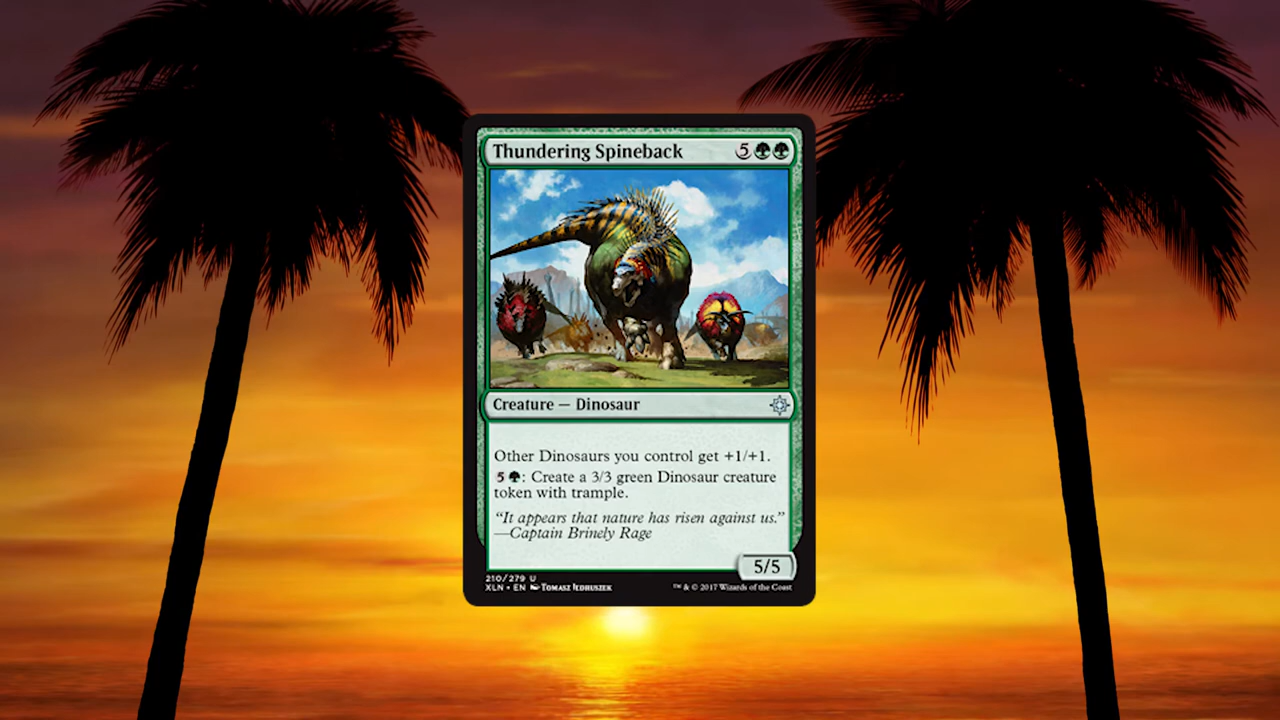 Thundering Spineback 5
Creature — Dinosaur
Other Dinosaurs you control get +1/+1.
5 : Create a 3/3 green Dinosaur creature
token with trample.
“It appears that nature has risen against us.”
—Captain Brinely Rage
5/5
210/279 U
XLN • EN Tomasz Jedruszek
™ & © 2017 Wizards of the Coast